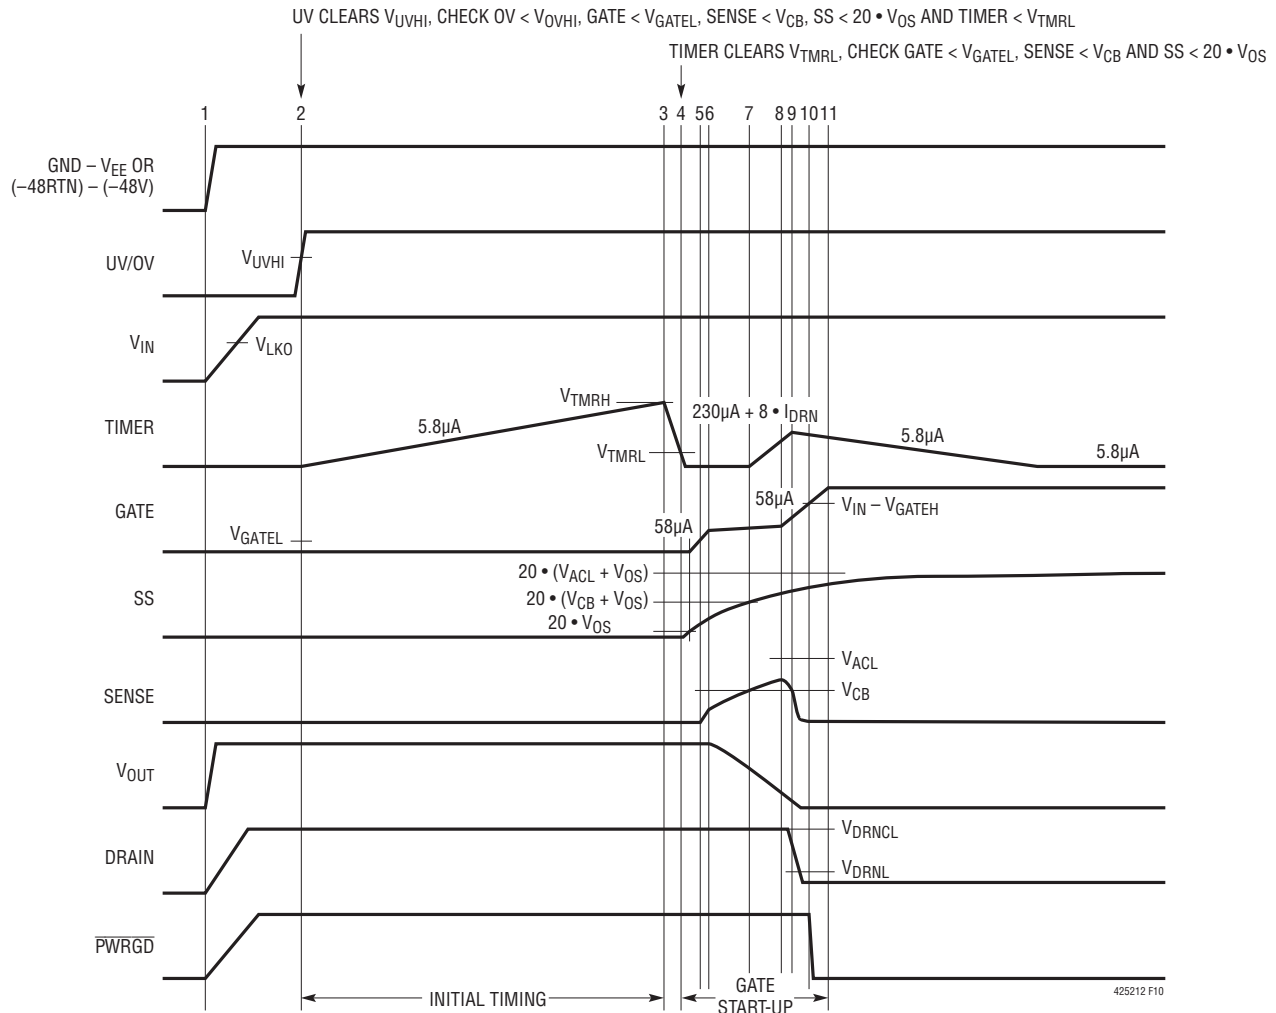 UV CLEARS VUVHI, CHECK OV < VOVHI, GATE < VGATEL, SENSE < VCB, SS < 20 • VOS AND TIMER < VTMRL
TIMER CLEARS VTMRL, CHECK GATE < VGATEL, SENSE < VCB AND SS < 20 • VOS
1 2 3 4 5 6 7 8 9 10 11
GND – VEE OR
(–48RTN) – (–48V)
UV/OV
VUVHI
VIN
VLKO
TIMER
5.8µA
VTMRH
VTMRL
230µA + 8 • IDRN
5.8µA
5.8µA
GATE
VGATEL
58µA
58µA
VIN – VGATEH
SS
20 • (VACL + VOS)
20 • (VCB + VOS)
20 • VOS
SENSE
VACL
VCB
VOUT
DRAIN
VDRNCL
VDRNL
PWRGD
INITIAL TIMING
GATE
START-UP
425212 F10